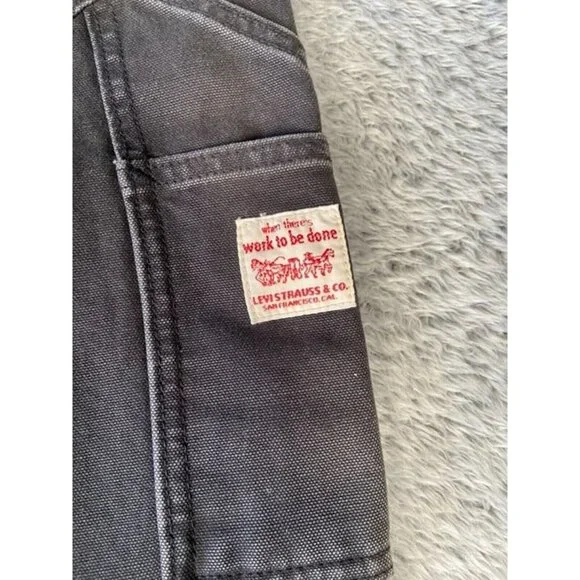 when there's
work to be done
LEVI STRAUSS & CO.
SAN FRANCISCO, CAL.